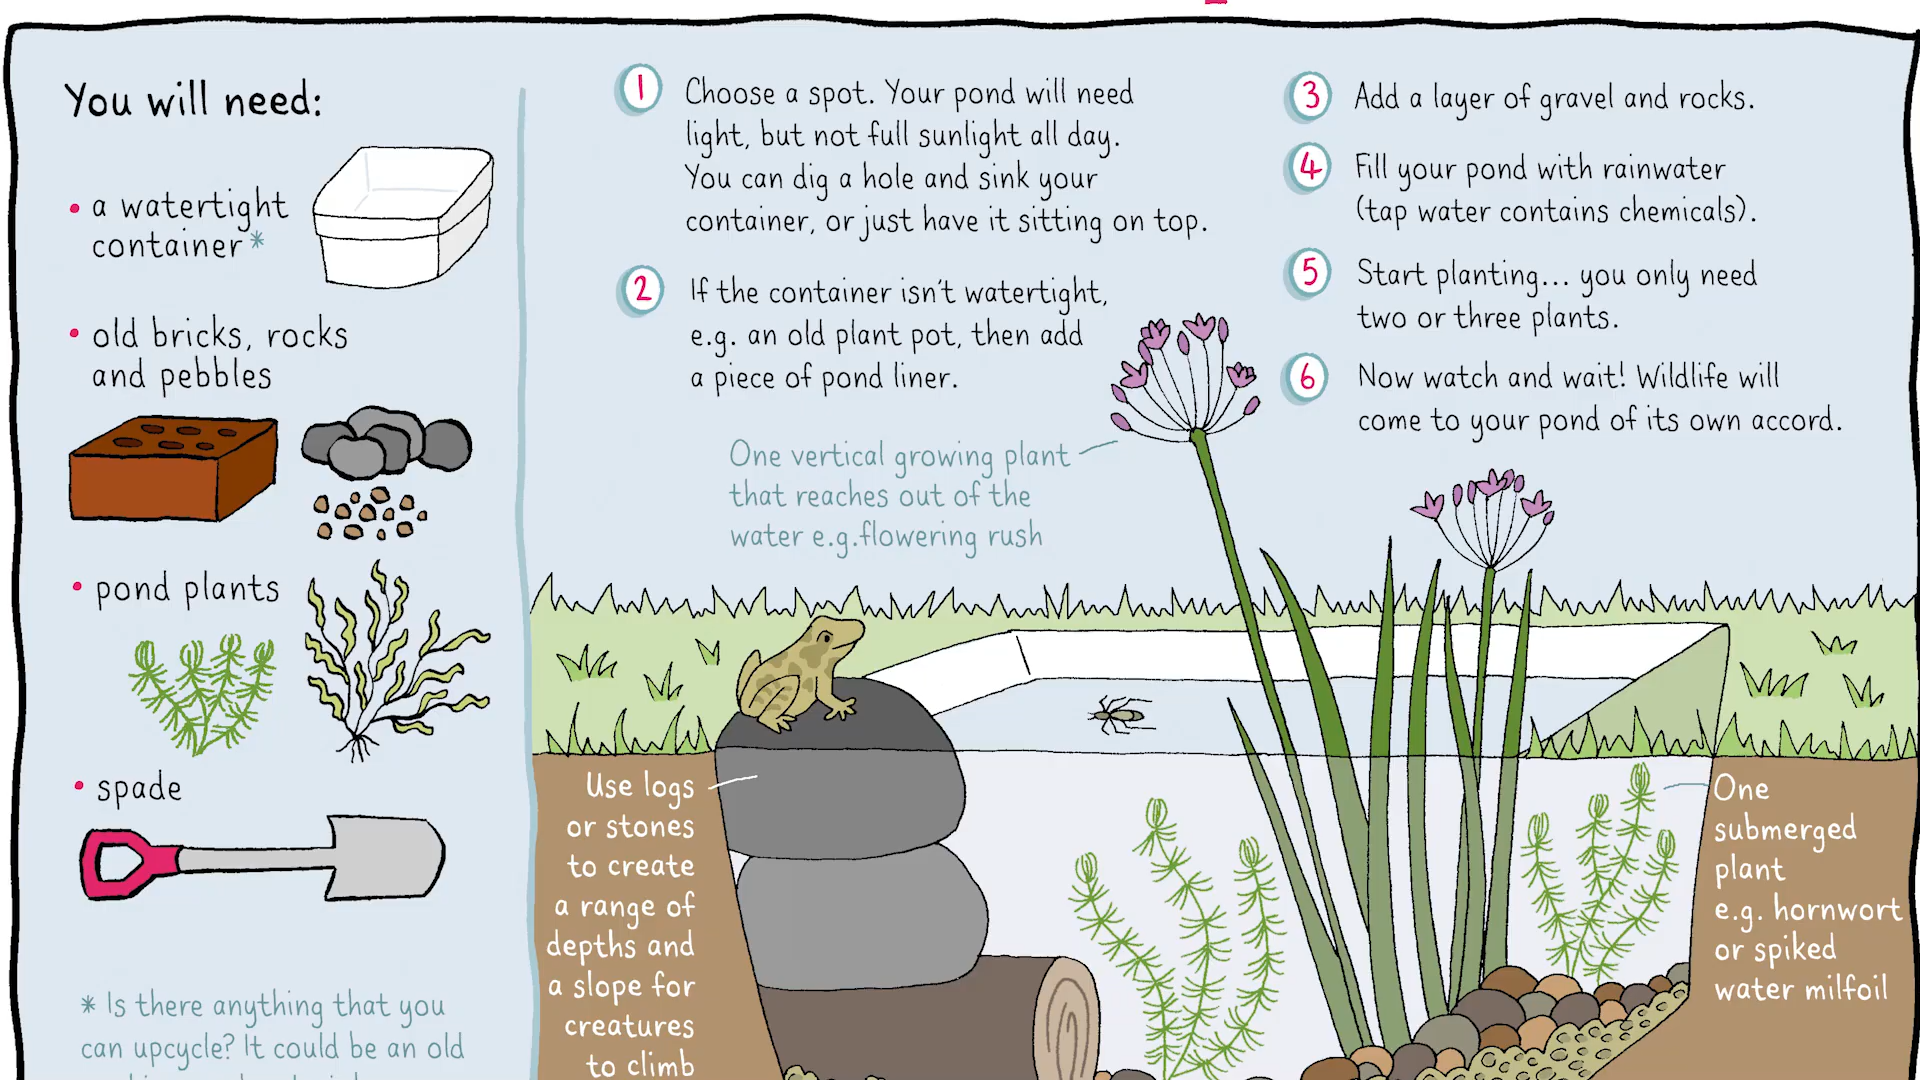 You will need:
• a watertight
container *
• old bricks, rocks
and pebbles
• pond plants
• spade
* Is there anything that you
can upcycle? It could be an old
1 Choose a spot. Your pond will need
light, but not full sunlight all day.
You can dig a hole and sink your
container, or just have it sitting on top.
2 If the container isn't watertight,
e.g. an old plant pot, then add
a piece of pond liner.
3 Add a layer of gravel and rocks.
4 Fill your pond with rainwater
(tap water contains chemicals).
5 Start planting... you only need
two or three plants.
6 Now watch and wait! Wildlife will
come to your pond of its own accord.
One vertical growing plant
that reaches out of the
water e.g.flowering rush
Use logs
or stones
to create
a range of
depths and
a slope for
creatures
to climb
One
submerged
plant
e.g. hornwort
or spiked
water milfoil